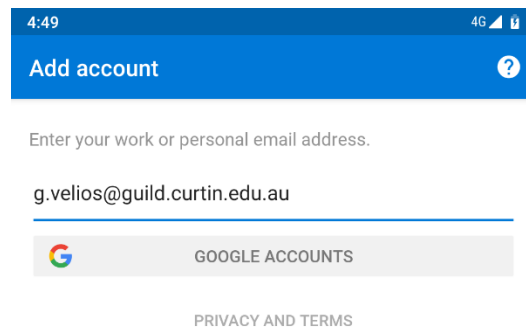 4:49 4G
Add account ?
Enter your work or personal email address.
g.velios@guild.curtin.edu.au
G GOOGLE ACCOUNTS
PRIVACY AND TERMS